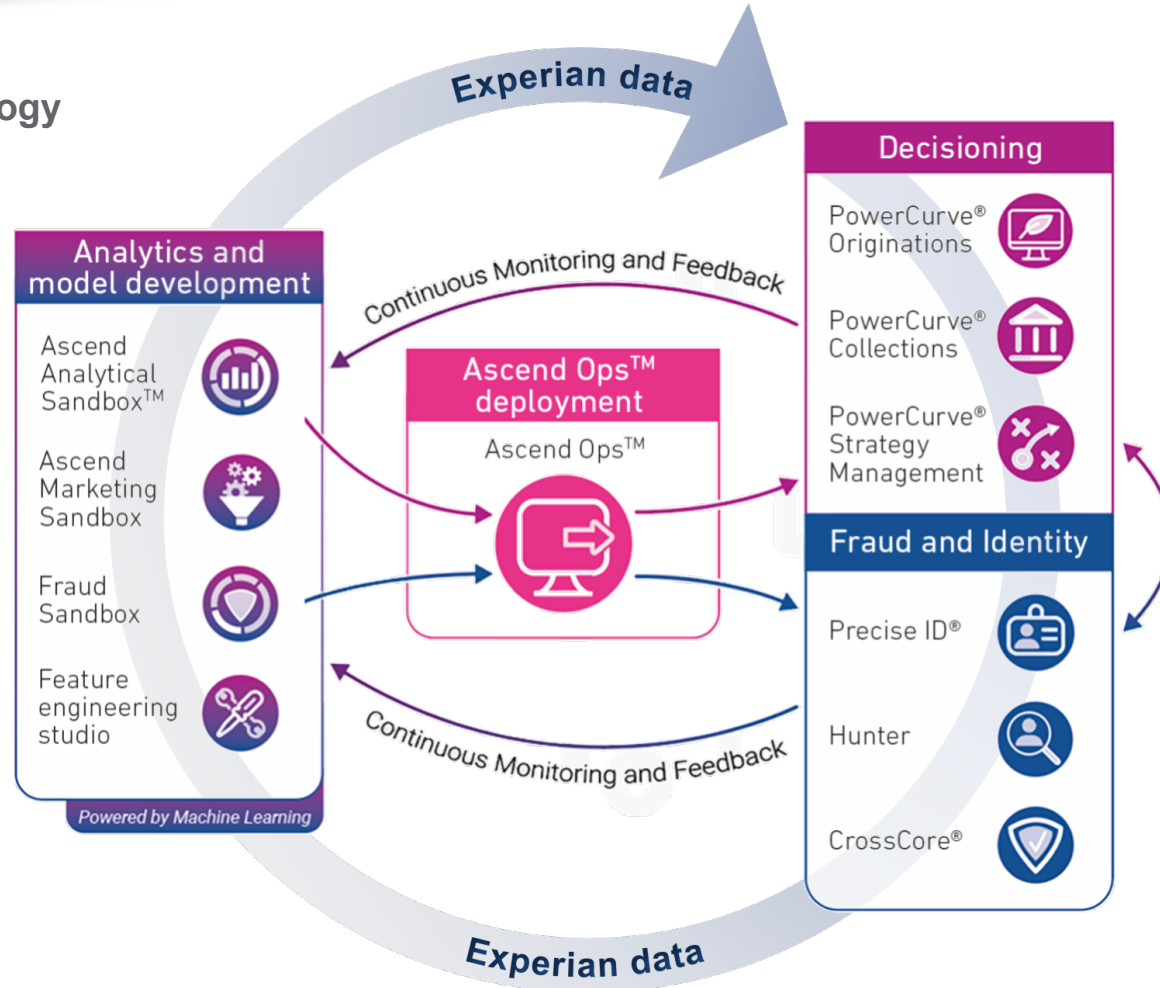 Experian data
ogy
Decisioning
PowerCurve®
Originations
PowerCurve®
Collections
PowerCurve®
Strategy
Management
Analytics and
model development
Ascend
Analytical
Sandbox™
Ascend
Marketing
Sandbox
Fraud
Sandbox
Feature
engineering
studio
Powered by Machine Learning
Continuous Monitoring and Feedback
Ascend Ops™
deployment
Ascend Ops™
Continuous Monitoring and Feedback
Fraud and Identity
Precise ID®
Hunter
CrossCore®
Experian data